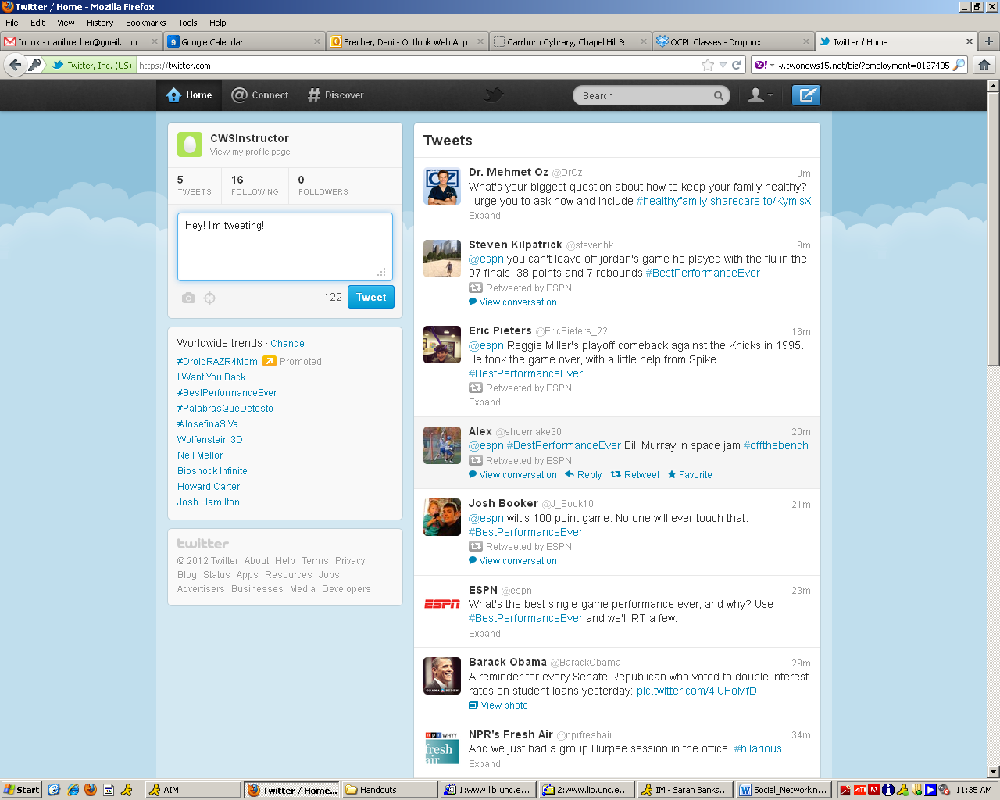 Twitter / Home - Mozilla Firefox
File Edit View History Bookmarks Tools Help
Inbox - danibrecher@gmail.com ...
Google Calendar
Brecher, Dani - Outlook Web App
Carrboro Cybrary, Chapel Hill & ...
OCPL Classes - Dropbox
Twitter / Home
Twitter, Inc. (US) https://twitter.com
w.twonews15.net/biz/?employment=0127405
Home Connect Discover
Search
CWSInstructor
View my profile page
5 16 0
TWEETS FOLLOWING FOLLOWERS
Hey! I'm tweeting!
122 Tweet
Worldwide trends · Change
#DroidRAZR4Mom Promoted
I Want You Back
#BestPerformanceEver
#PalabrasQueDetesto
#JosefinaSiVa
Wolfenstein 3D
Neil Mellor
Bioshock Infinite
Howard Carter
Josh Hamilton
twitter
© 2012 Twitter About Help Terms Privacy
Blog Status Apps Resources Jobs
Advertisers Businesses Media Developers
Tweets
Dr. Mehmet Oz @DrOz 3m
What's your biggest question about how to keep your family healthy?
I urge you to ask now and include #healthyfamily sharecare.to/KymlsX
Expand
Steven Kilpatrick @stevenbk 9m
@espn you can't leave off jordan's game he played with the flu in the
97 finals. 38 points and 7 rebounds #BestPerformanceEver
Retweeted by ESPN
View conversation
Eric Pieters @EricPieters_22 16m
@espn Reggie Miller's playoff comeback against the Knicks in 1995.
He took the game over, with a little help from Spike
#BestPerformanceEver
Retweeted by ESPN
Expand
Alex @shoemake30 20m
@espn #BestPerformanceEver Bill Murray in space jam #offthebench
Retweeted by ESPN
View conversation Reply Retweet Favorite
Josh Booker @J_Book10 21m
@espn wilt's 100 point game. No one will ever touch that.
#BestPerformanceEver
Retweeted by ESPN
View conversation
ESPN
ESPN @espn 23m
What's the best single-game performance ever, and why? Use
#BestPerformanceEver and we'll RT a few.
Expand
OBAMA BIDEN
Barack Obama @BarackObama 29m
A reminder for every Senate Republican who voted to double interest
rates on student loans yesterday: pic.twitter.com/4iUHoMfD
View photo
npr WHYY
fresh air
NPR's Fresh Air @nprfreshair 34m
And we just had a group Burpee session in the office. #hilarious
Expand
Start
AIM
Twitter / Home...
Handouts
1:www.lib.unc.e...
2:www.lib.unc.e...
IM - Sarah Banks...
Social_Networkin...
11:35 AM